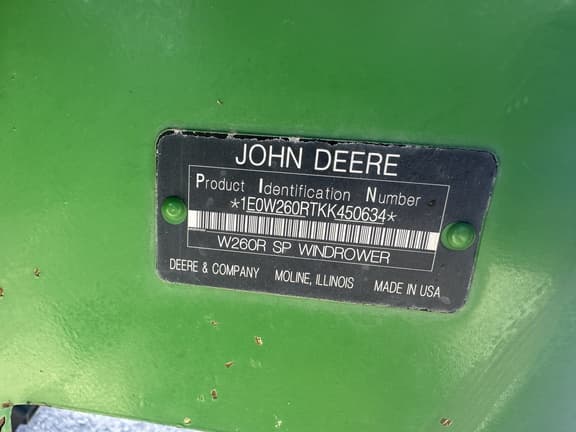 JOHN DEERE
Product Identification Number
*1E0W260RTKK450634*
W260R SP WINDROWER
DEERE & COMPANY MOLINE, ILLINOIS MADE IN USA